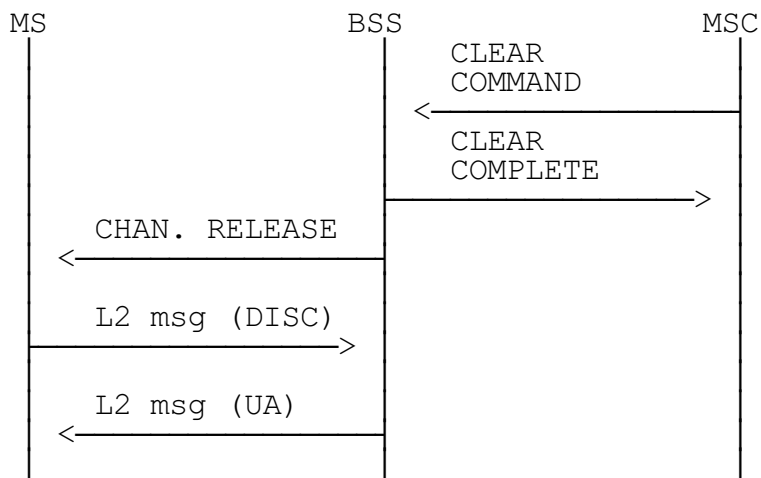 MS BSS MSC
CLEAR
COMMAND
CLEAR
COMPLETE
CHAN. RELEASE
L2 msg (DISC)
L2 msg (UA)